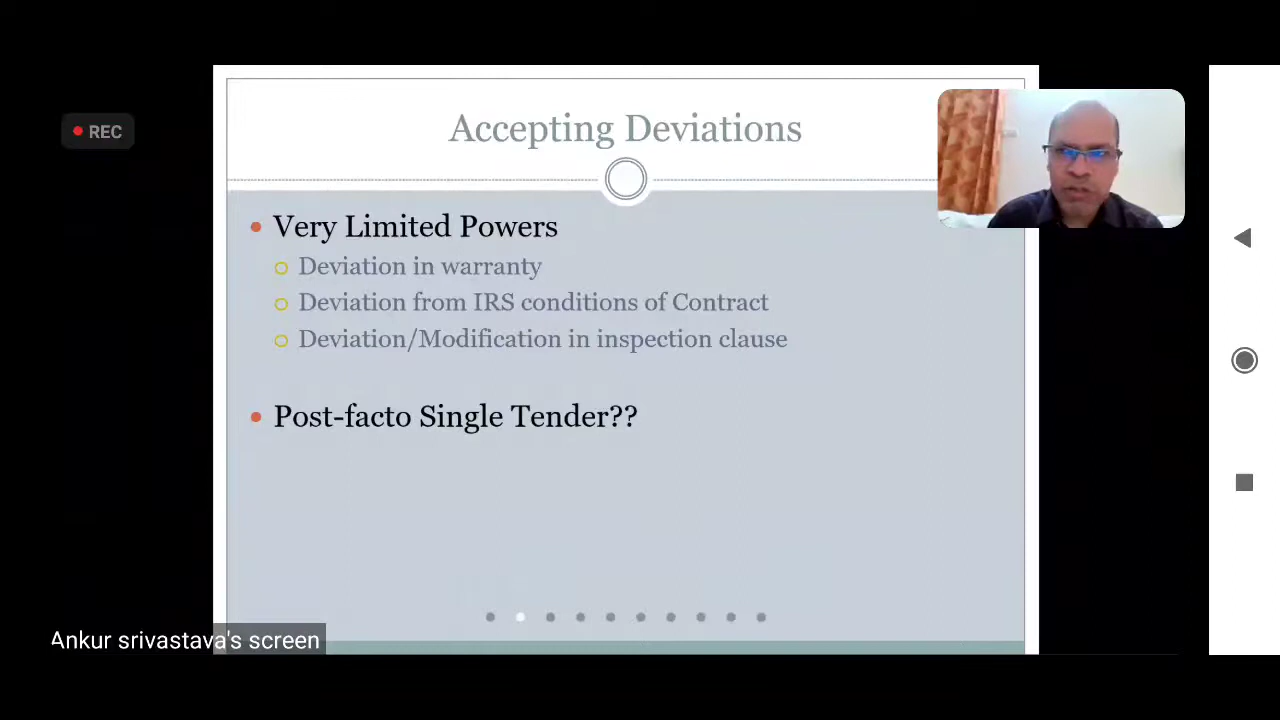 Accepting Deviations
REC
Very Limited Powers
Deviation in warranty
Deviation from IRS conditions of Contract
Deviation/Modification in inspection clause
Post-facto Single Tender??
Ankur srivastava's screen